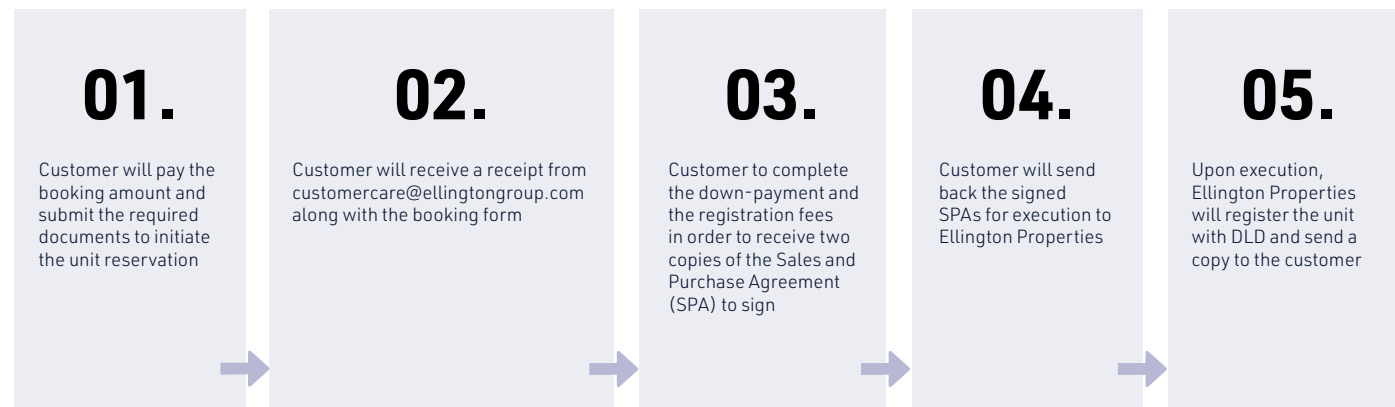 01.
Customer will pay the
booking amount and
submit the required
documents to initiate
the unit reservation
02.
Customer will receive a receipt from
customercare@ellingtongroup.com
along with the booking form
03.
Customer to complete
the down-payment and
the registration fees
in order to receive two
copies of the Sales and
Purchase Agreement
(SPA) to sign
04.
Customer will send
back the signed
SPAs for execution to
Ellington Properties
05.
Upon execution,
Ellington Properties
will register the unit
with DLD and send a
copy to the customer